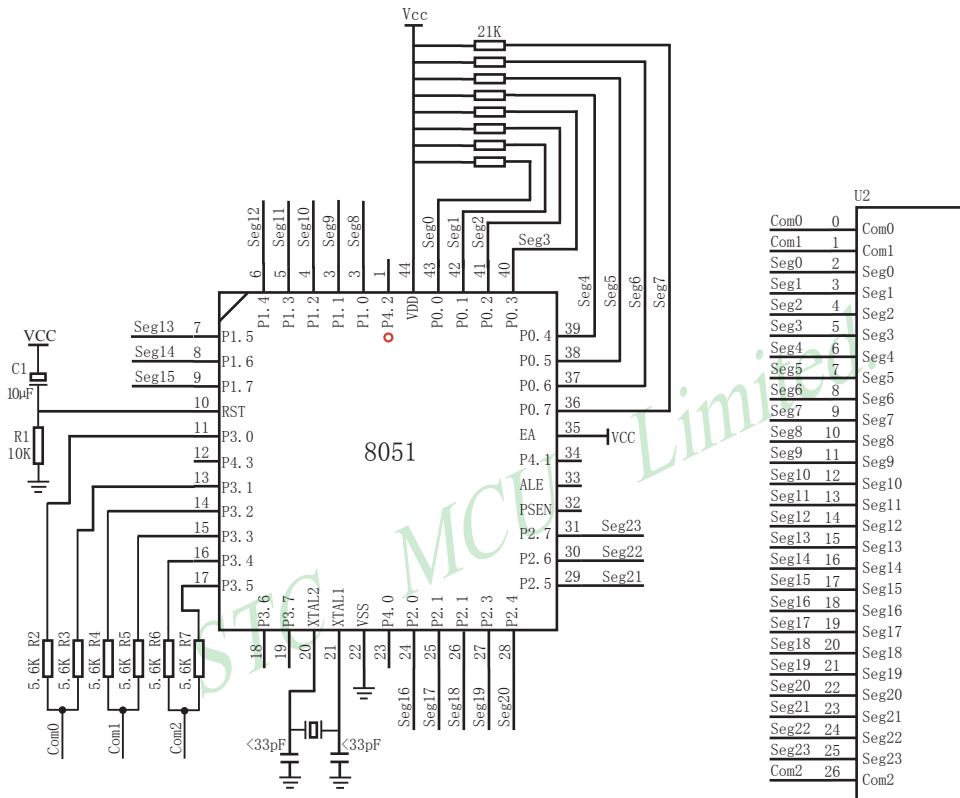 Vcc
21K
Seg12
Seg11
Seg10
Seg9
Seg8
Seg0
Seg1
Seg2
Seg3
Seg4
Seg5
Seg6
Seg7
6
5
4
3
3
1
44
43
42
41
40
P1.4
P1.3
P1.2
P1.1
P1.0
P4.2
VDD
P0.0
P0.1
P0.2
P0.3
VCC
C1
10μF
R1
10K
Seg13 7 P1.5
Seg14 8 P1.6
Seg15 9 P1.7
10 RST
11 P3.0
12 P4.3
13 P3.1
14 P3.2
15 P3.3
16 P3.4
17 P3.5
8051
P0.4 39
P0.5 38
P0.6 37
P0.7 36
EA 35 VCC
P4.1 34
ALE 33
PSEN 32
P2.7 31 Seg23
P2.6 30 Seg22
P2.5 29 Seg21
P3.6
P3.7
XTAL2
XTAL1
VSS
P4.0
P2.0
P2.1
P2.1
P2.3
P2.4
18
19
20
21
22
23
24
25
26
27
28
Seg16
Seg17
Seg18
Seg19
Seg20
5.6K R2
5.6K R3
5.6K R4
5.6K R5
5.6K R6
5.6K R7
Com0
Com1
Com2
<33pF
<33pF
STC MCU Limited.
U2
Com0 0 Com0
Com1 1 Com1
Seg0 2 Seg0
Seg1 3 Seg1
Seg2 4 Seg2
Seg3 5 Seg3
Seg4 6 Seg4
Seg5 7 Seg5
Seg6 8 Seg6
Seg7 9 Seg7
Seg8 10 Seg8
Seg9 11 Seg9
Seg10 12 Seg10
Seg11 13 Seg11
Seg12 14 Seg12
Seg13 15 Seg13
Seg14 16 Seg14
Seg15 17 Seg15
Seg16 18 Seg16
Seg17 19 Seg17
Seg18 20 Seg18
Seg19 21 Seg19
Seg20 22 Seg20
Seg21 23 Seg21
Seg22 24 Seg22
Seg23 25 Seg23
Com2 26 Com2